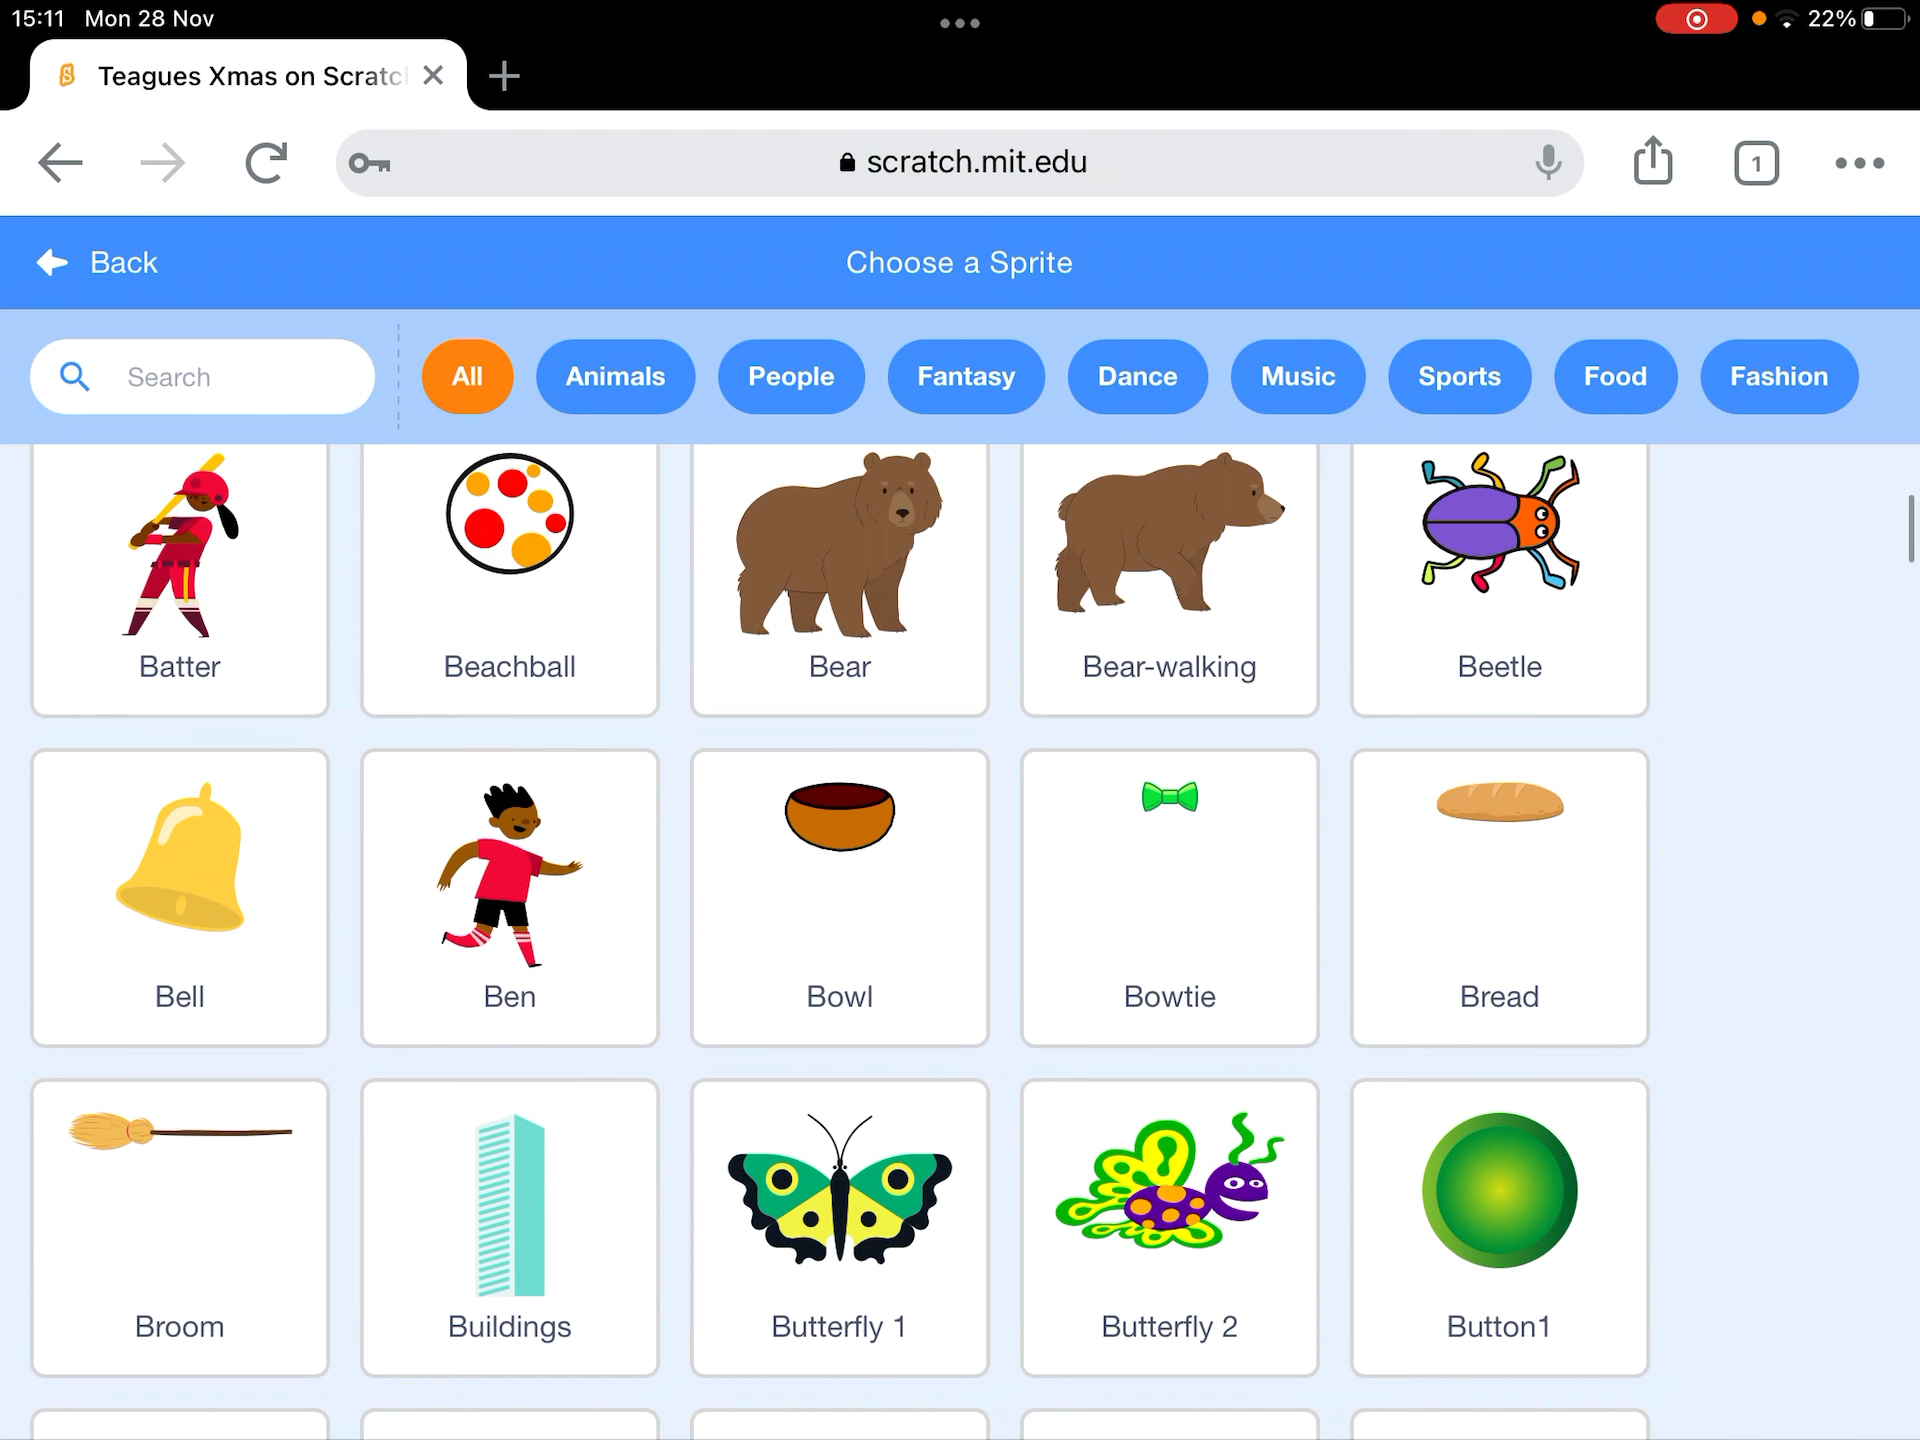 15:11 Mon 28 Nov 22%
Teagues Xmas on Scratc
scratch.mit.edu 1
Back Choose a Sprite
Search All Animals People Fantasy Dance Music Sports Food Fashion
Batter Beachball Bear Bear-walking Beetle
Bell Ben Bowl Bowtie Bread
Broom Buildings Butterfly 1 Butterfly 2 Button1